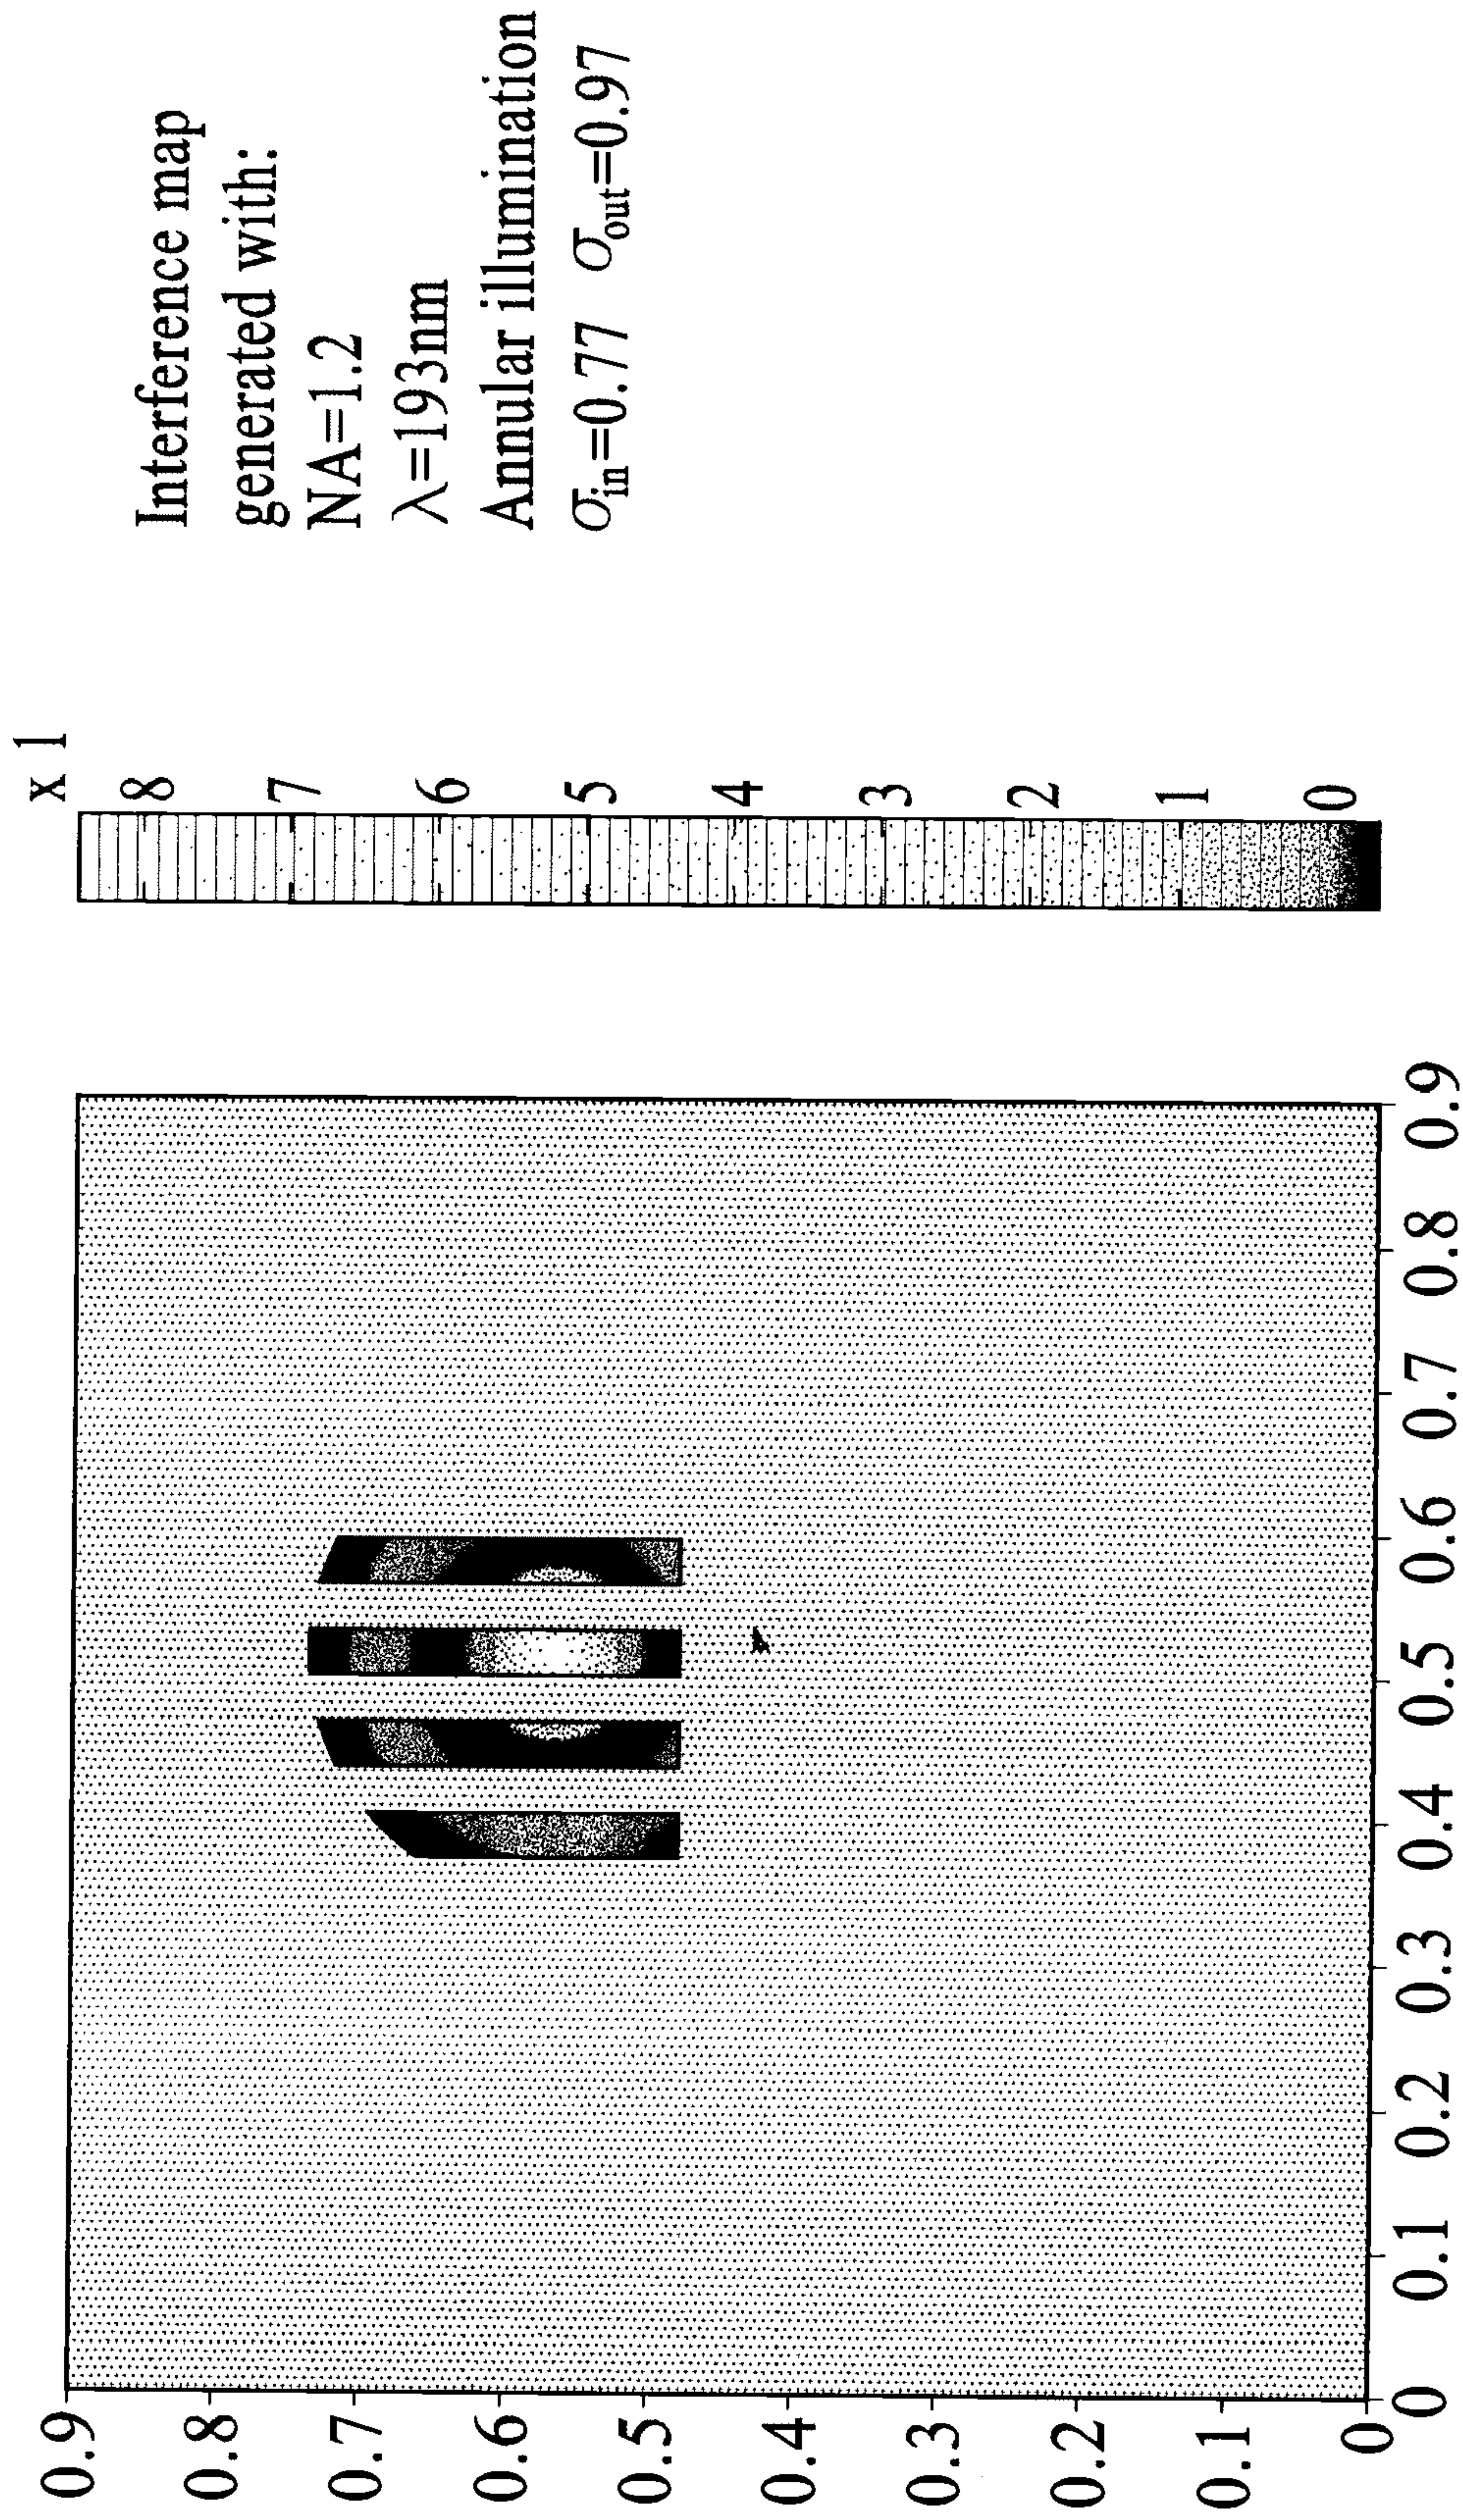 Interference map
generated with:
NA=1.2
λ=193nm
Annular illumination
σin=0.77 σout=0.97
x 1
8
7
6
5
4
3
2
1
0
0.9
0.8
0.7
0.6
0.5
0.4
0.3
0.2
0.1
0
0 0.1 0.2 0.3 0.4 0.5 0.6 0.7 0.8 0.9